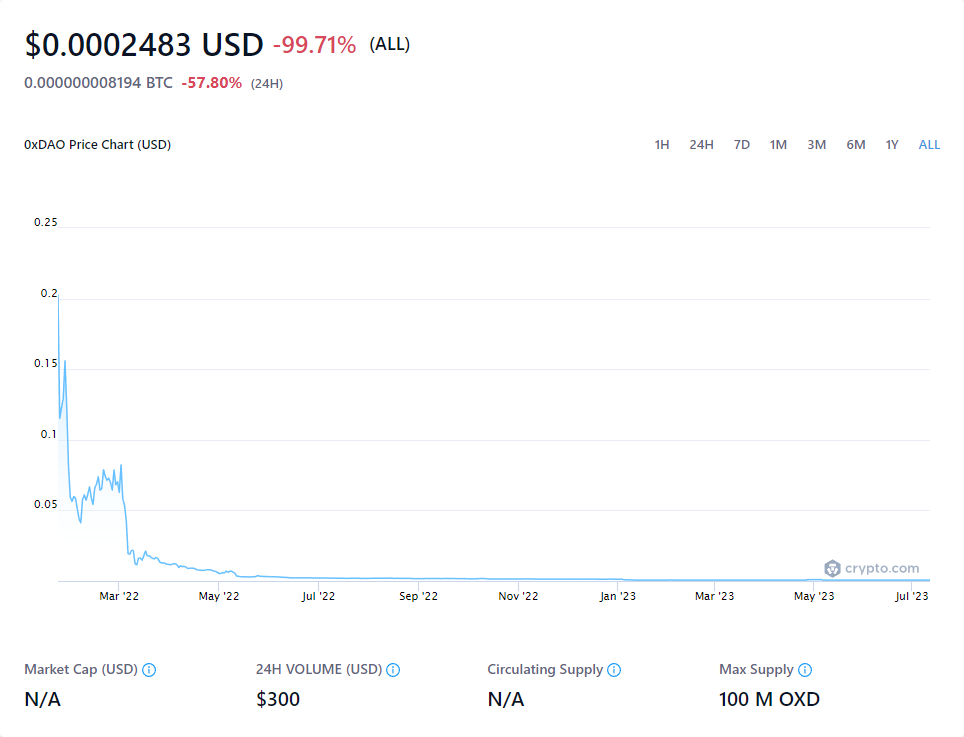 $0.0002483 USD -99.71% (ALL)
0.000000008194 BTC -57.80% (24H)
0xDAO Price Chart (USD)
1H 24H 7D 1M 3M 6M 1Y ALL
0.25
0.2
0.15
0.1
0.05
crypto.com
Mar '22 May '22 Jul '22 Sep '22 Nov '22 Jan '23 Mar '23 May '23 Jul '23
Market Cap (USD) 24H VOLUME (USD) Circulating Supply Max Supply
N/A $300 N/A 100 M OXD